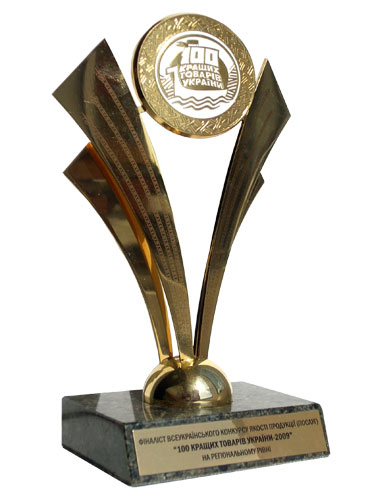 100
КРАЩИХ
ТОВАРІВ
УКРАЇНИ
ФІНАЛІСТ ВСЕУКРАЇНСЬКОГО КОНКУРСУ ЯКОСТІ ПРОДУКЦІЇ (ПОСЛУГ)
"100 КРАЩИХ ТОВАРІВ УКРАЇНИ-2009"
НА РЕГІОНАЛЬНОМУ РІВНІ